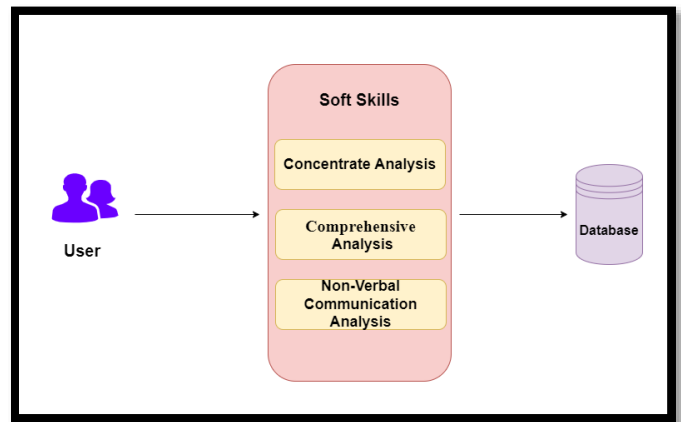 Soft Skills
Concentrate Analysis
Comprehensive
Analysis
Non-Verbal
Communication
Analysis
User
Database